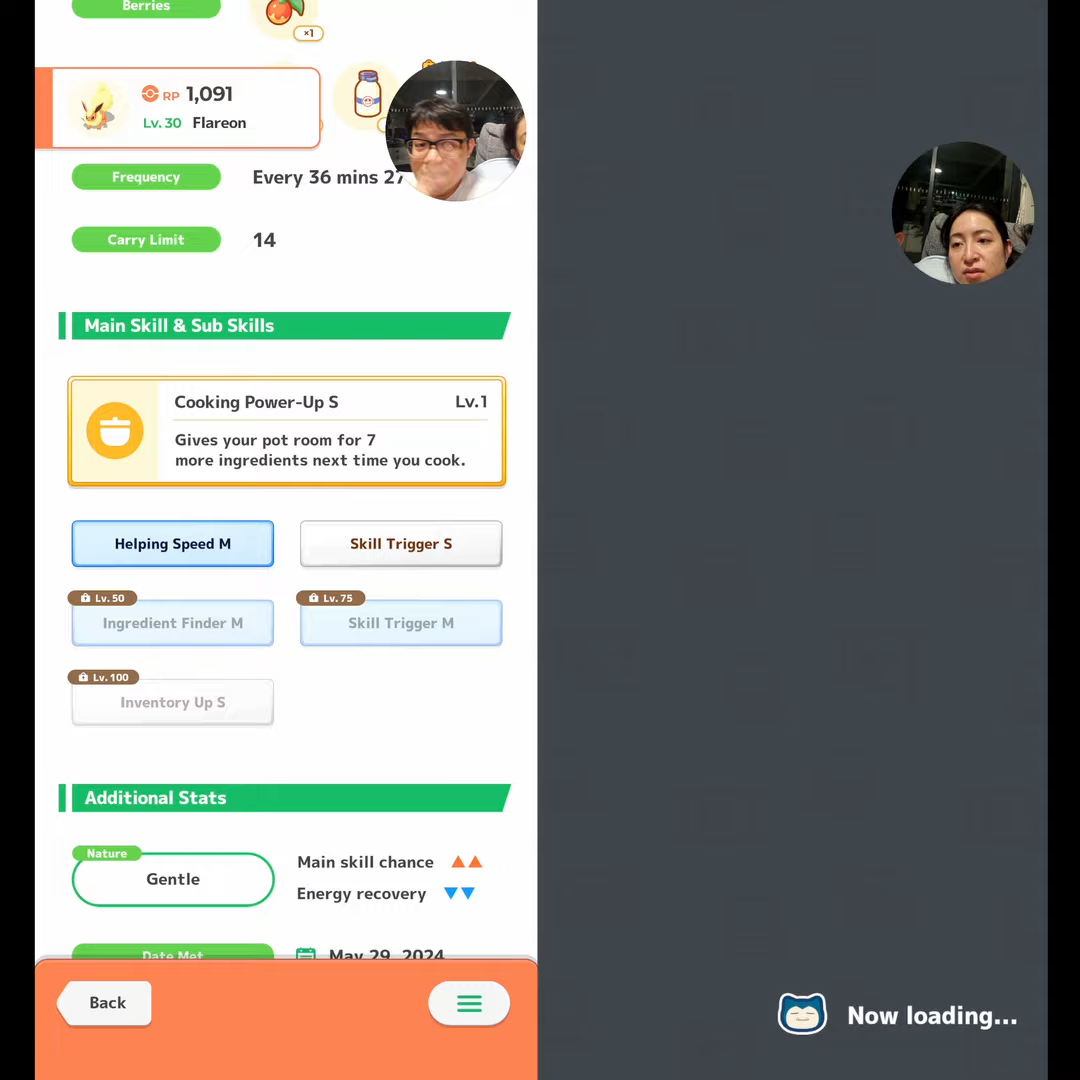 Berries
×1
RP 1,091
Lv. 30 Flareon
Frequency
Every 36 mins 27
Carry Limit
14
Main Skill & Sub Skills
Cooking Power-Up S
Lv.1
Gives your pot room for 7
more ingredients next time you cook.
Helping Speed M
Skill Trigger S
Lv. 50
Ingredient Finder M
Lv. 75
Skill Trigger M
Lv. 100
Inventory Up S
Additional Stats
Nature
Gentle
Main skill chance
Energy recovery
Date Met
May 29, 2024
Back
Now loading...